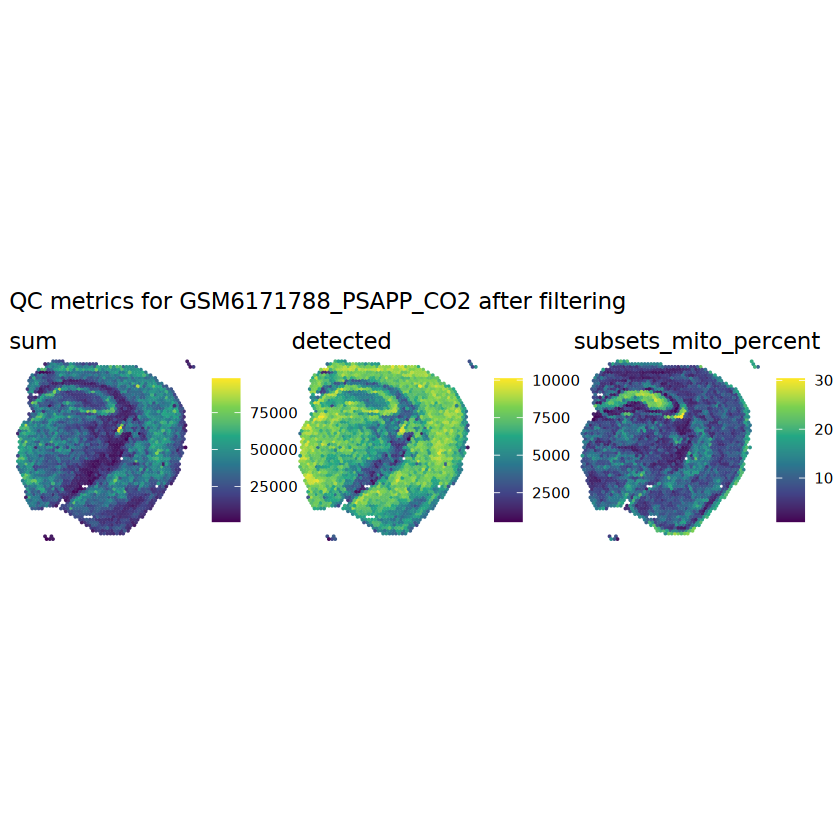 QC metrics for GSM6171788_PSAPP_CO2 after filtering
sum
detected
subsets_mito_percent
75000
50000
25000
10000
7500
5000
2500
30
20
10